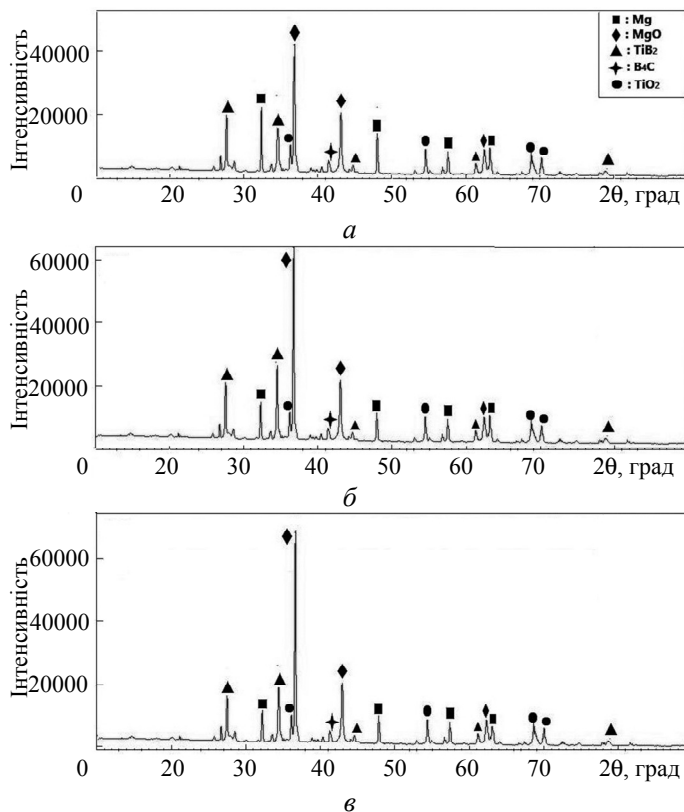 ■ : Mg
◆ : MgO
▲ : TiB₂
✦ : B₄C
● : TiO₂
Інтенсивність
40000
20000
0
20 30 40 50 60 70 2θ, град
а
Інтенсивність
60000
40000
20000
0
20 30 40 50 60 70 2θ, град
б
Інтенсивність
60000
40000
20000
0
20 30 40 50 60 70 2θ, град
в